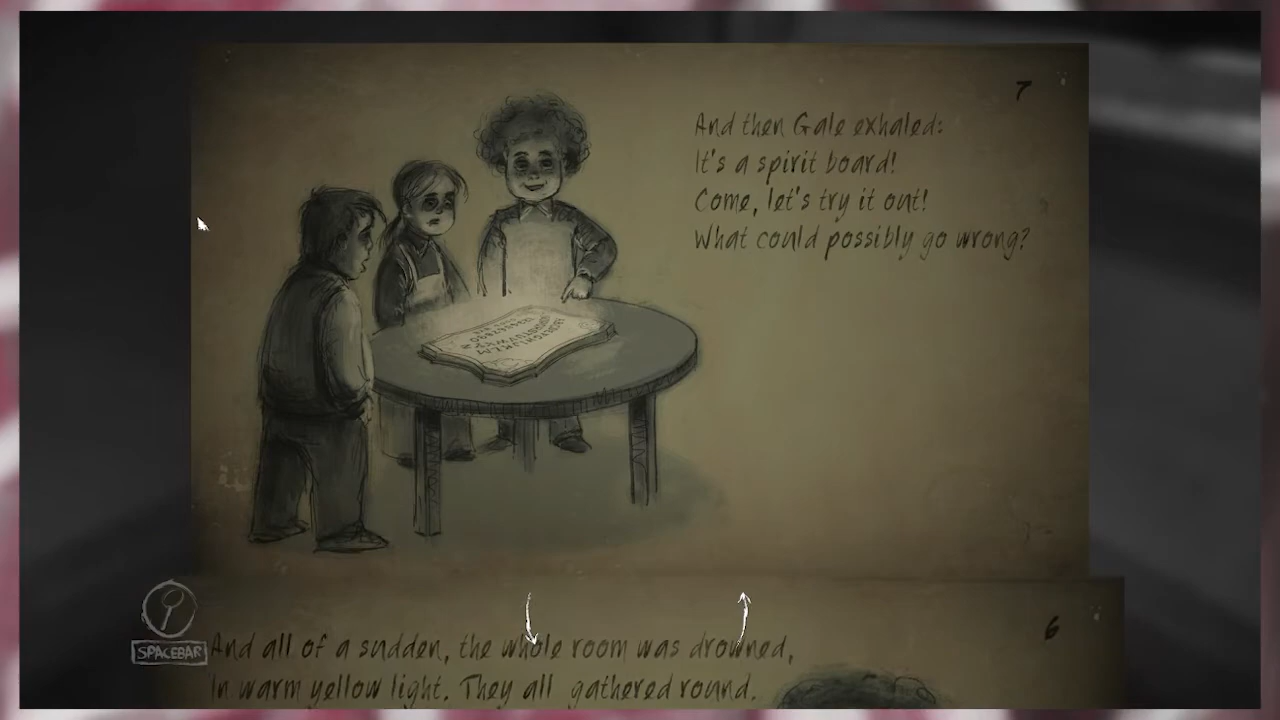 7
And then Gale exhaled:
It's a spirit board!
Come, let's try it out!
What could possibly go wrong?
6
And all of a sudden, the whole room was drowned,
In warm yellow light. They all gathered round.
SPACEBAR